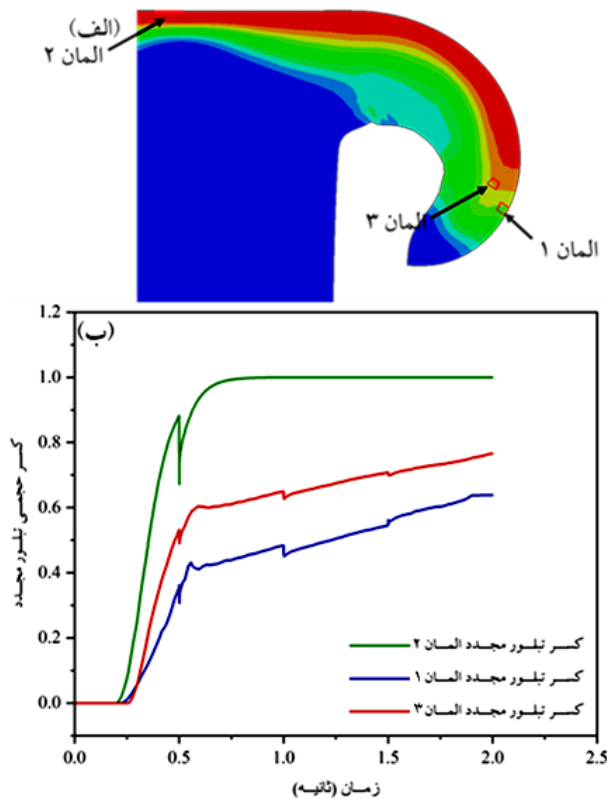 (الف)
المان ۲
المان ۳
المان ۱
(ب)
1.2
1.0
0.8
0.6
0.4
0.2
0.0
کسر حجمی تبلور مجدد
کسر تبلور مجدد المان ۲
کسر تبلور مجدد المان ۱
کسر تبلور مجدد المان ۳
0.0 0.5 1.0 1.5 2.0 2.5
زمان (ثانیه)